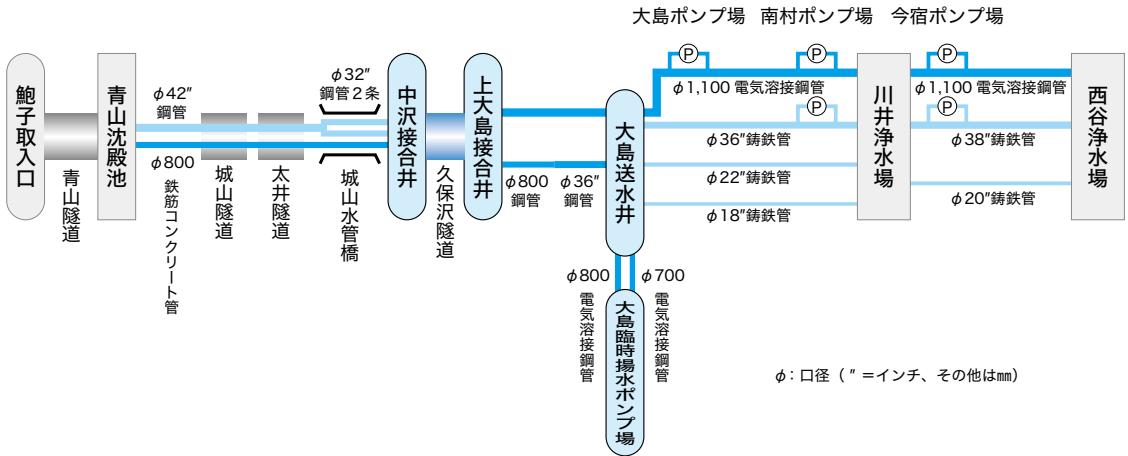 大島ポンプ場 南村ポンプ場 今宿ポンプ場
P
P
P
φ1,100 電気溶接鋼管
φ1,100 電気溶接鋼管
P
P
φ36″鋳鉄管
φ38″鋳鉄管
φ22″鋳鉄管
φ20″鋳鉄管
φ18″鋳鉄管
鮑子取入口
青山隧道
青山沈殿池
φ42″
鋼管
φ800
鉄筋コンクリート管
城山隧道
太井隧道
φ32″
鋼管2条
城山水管橋
中沢接合井
久保沢隧道
上大島接合井
φ800
鋼管
φ36″
鋼管
大島送水井
川井浄水場
西谷浄水場
φ800
電気溶接鋼管
φ700
電気溶接鋼管
大島臨時揚水ポンプ場
φ:口径( ″ =インチ、その他は㎜)